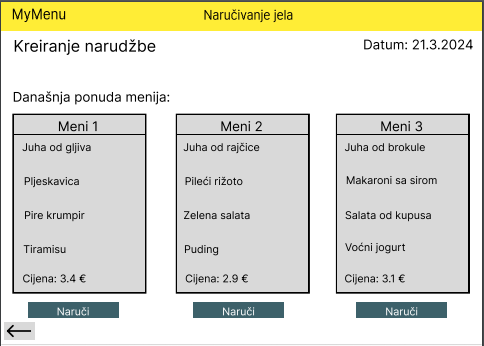 MyMenu
Naručivanje jela
Kreiranje narudžbe
Datum: 21.3.2024
Današnja ponuda menija:
Meni 1
Juha od gljiva
Pljeskavica
Pire krumpir
Tiramisu
Cijena: 3.4 €
Naruči
Meni 2
Juha od rajčice
Pileći rižoto
Zelena salata
Puding
Cijena: 2.9 €
Naruči
Meni 3
Juha od brokule
Makaroni sa sirom
Salata od kupusa
Voćni jogurt
Cijena: 3.1 €
Naruči